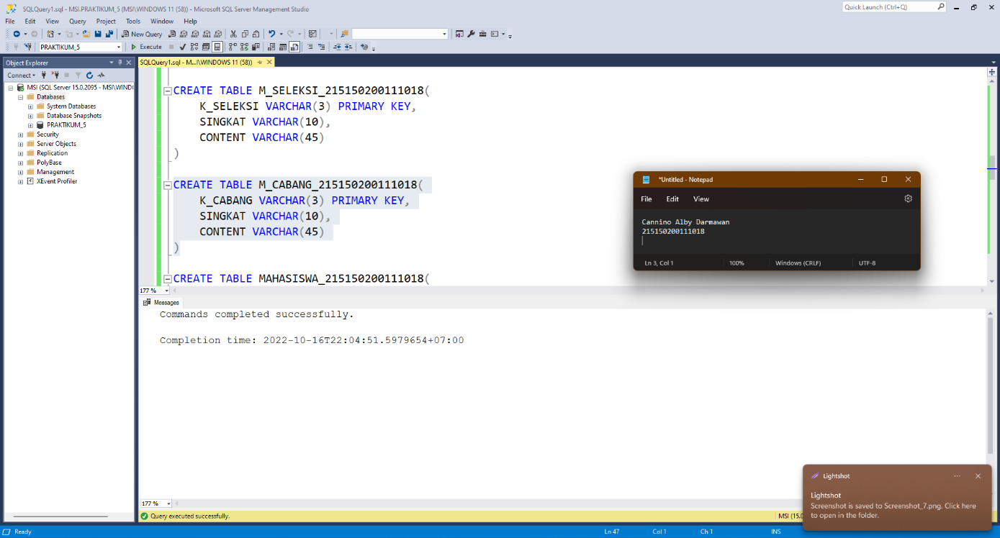 SQLQuery1.sql - MSI.PRAKTIKUM_5 (MSI\WINDOWS 11 (58)) - Microsoft SQL Server Management Studio
Quick Launch (Ctrl+Q)
File Edit View Query Project Tools Window Help
New Query
PRAKTIKUM_5
Execute
Object Explorer
Connect
MSI (SQL Server 15.0.2095 - MSI\WIND
Databases
System Databases
Database Snapshots
PRAKTIKUM_5
Security
Server Objects
Replication
PolyBase
Management
XEvent Profiler
SQLQuery1.sql - M...I\WINDOWS 11 (58))
CREATE TABLE M_SELEKSI_215150200111018(
K_SELEKSI VARCHAR(3) PRIMARY KEY,
SINGKAT VARCHAR(10),
CONTENT VARCHAR(45)
)
CREATE TABLE M_CABANG_215150200111018(
K_CABANG VARCHAR(3) PRIMARY KEY,
SINGKAT VARCHAR(10),
CONTENT VARCHAR(45)
)
CREATE TABLE MAHASISWA_215150200111018(
177 %
*Untitled - Notepad
File Edit View
Cannino Alby Darmawan
215150200111018
Ln 3, Col 1 100% Windows (CRLF) UTF-8
Messages
Commands completed successfully.
Completion time: 2022-10-16T22:04:51.5979654+07:00
177 %
Query executed successfully.
MSI (15.0
Lightshot
Lightshot
Screenshot is saved to Screenshot_7.png. Click here
to open in the folder.
Ready Ln 47 Col 1 Ch 1 INS